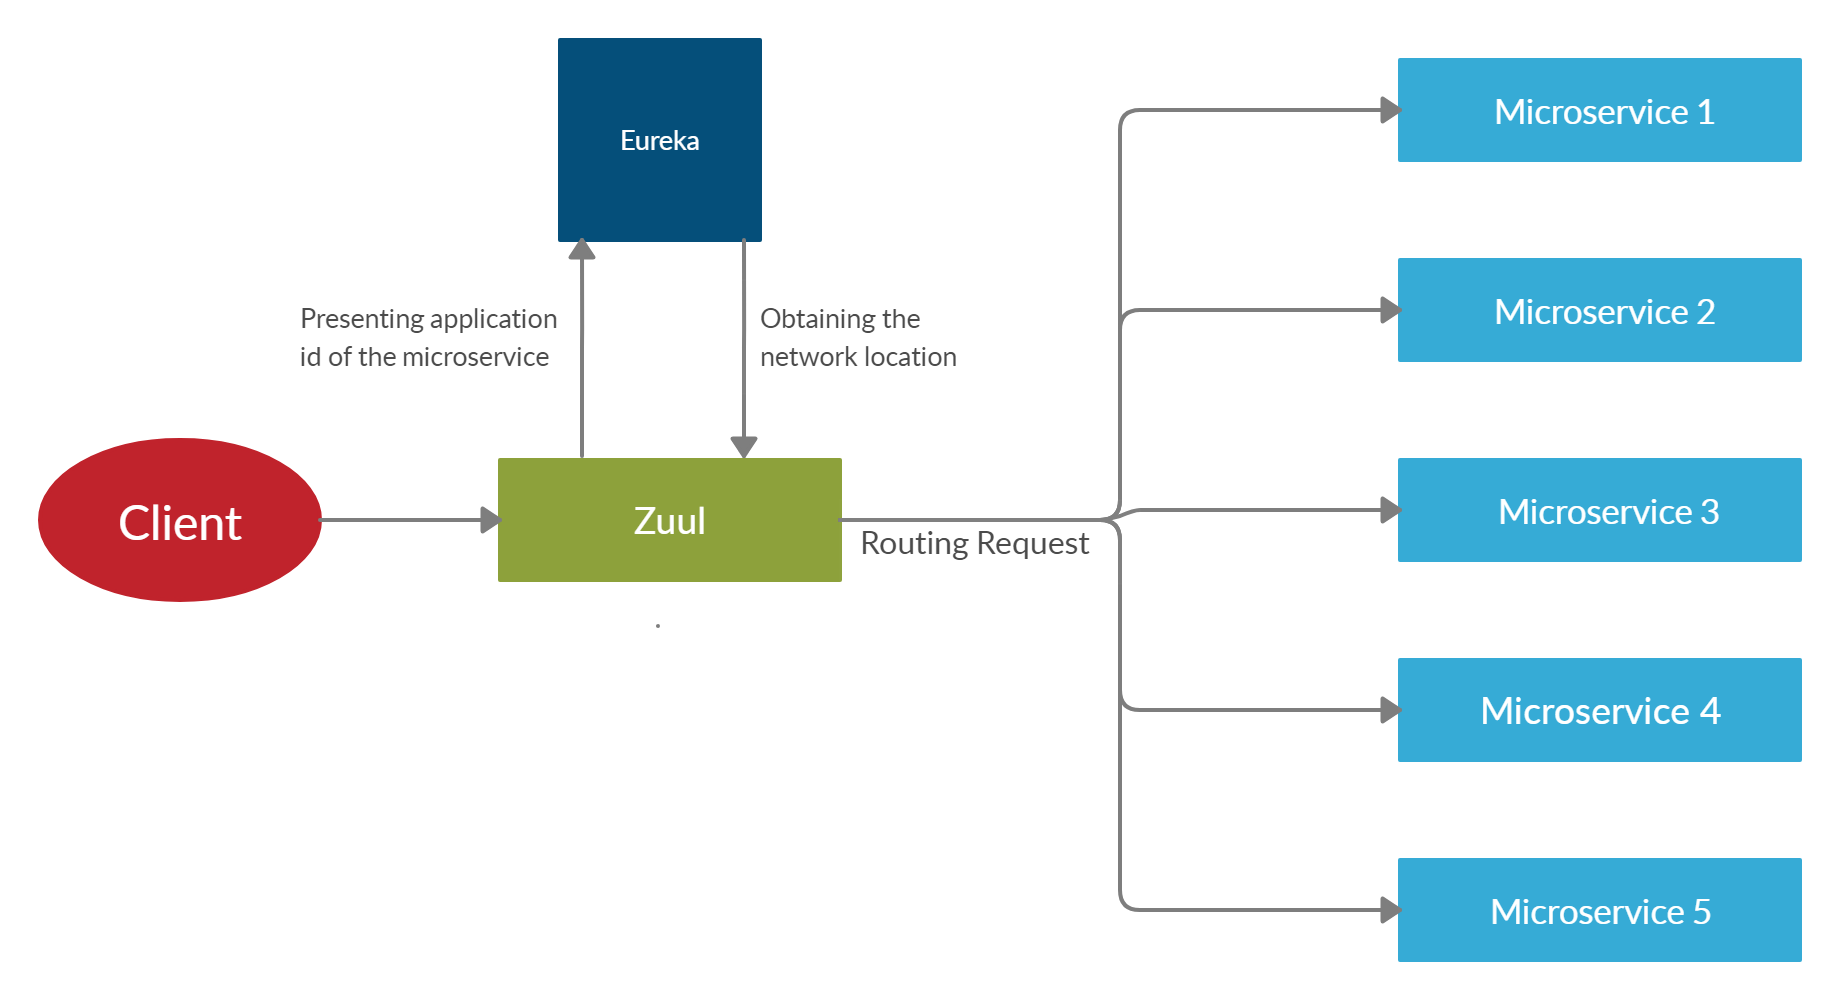 Eureka
Presenting application
id of the microservice
Obtaining the
network location
Client
Zuul
.
Routing Request
Microservice 1
Microservice 2
Microservice 3
Microservice 4
Microservice 5